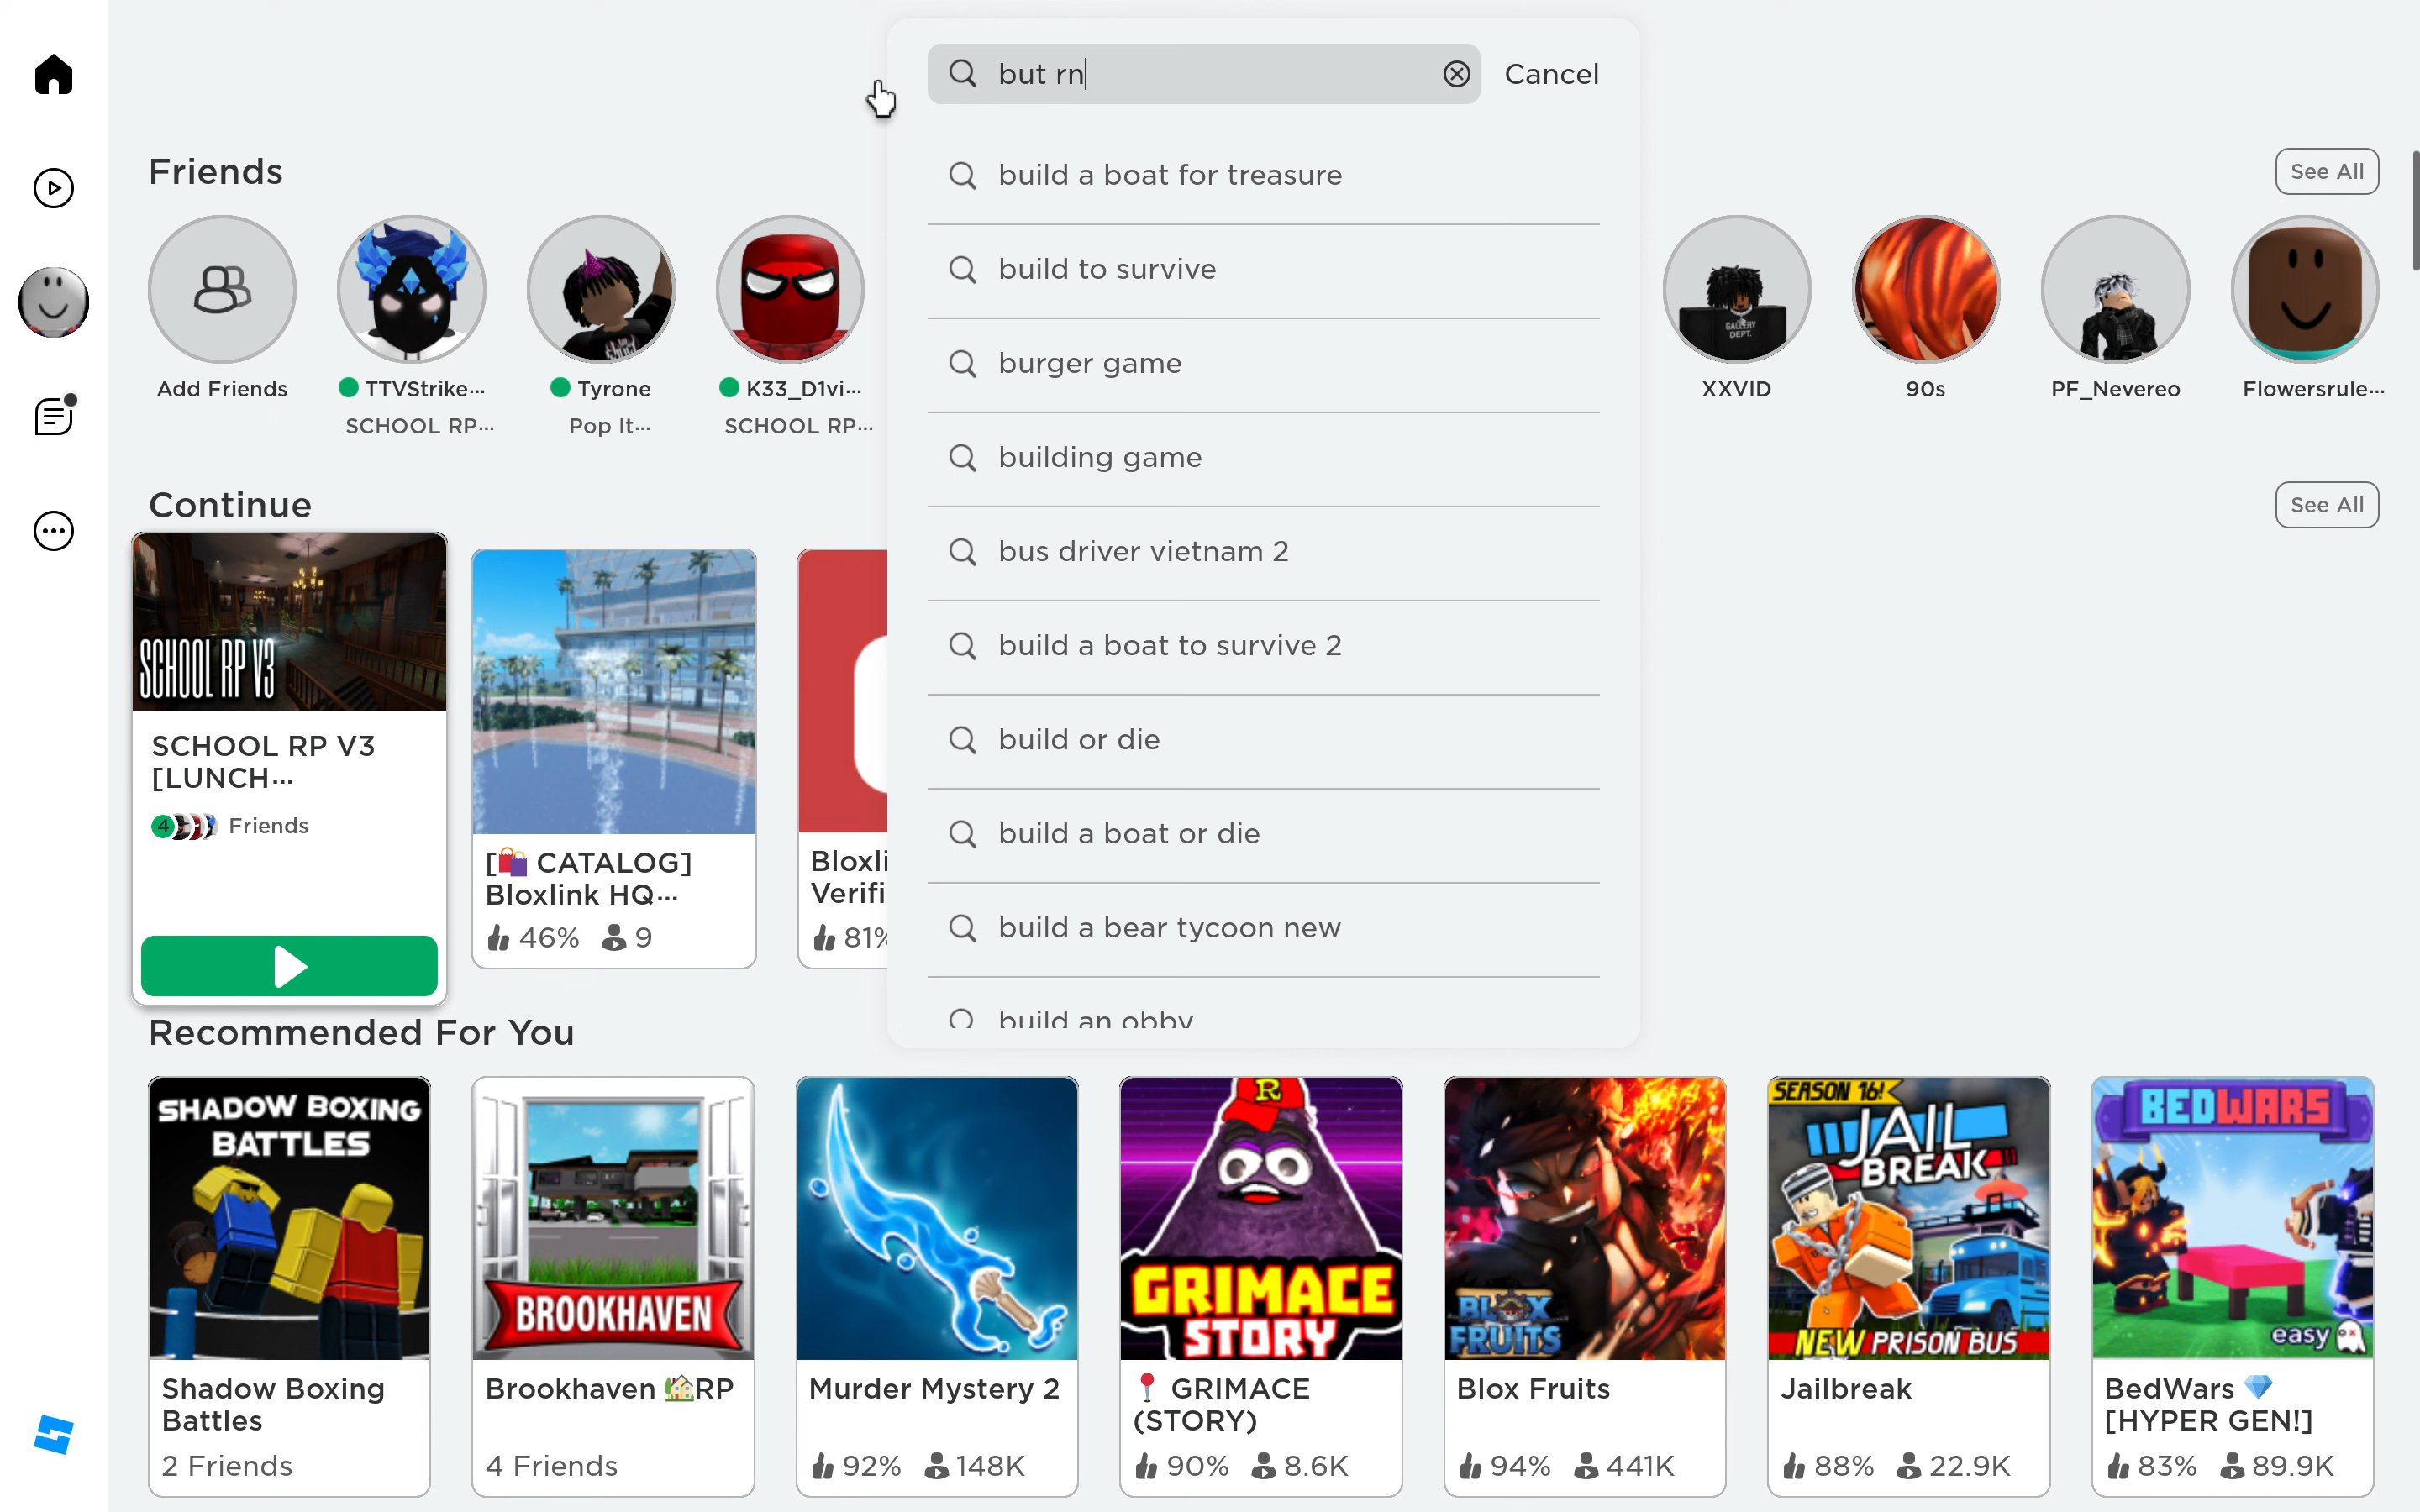 but rn
Cancel
build a boat for treasure
build to survive
burger game
building game
bus driver vietnam 2
build a boat to survive 2
build or die
build a boat or die
build a bear tycoon new
build an obby
Friends
See All
Add Friends
TTVStrike...
SCHOOL RP...
Tyrone
Pop It...
K33_D1vi...
SCHOOL RP...
XXVID
GALLERY
DEPT.
90s
PF_Nevereo
Flowersrule...
Continue
See All
SCHOOL RP V3
SCHOOL RP V3
[LUNCH...
4 Friends
[🛍️ CATALOG]
Bloxlink HQ...
46% 9
Bloxli
Verifi
81%
Recommended For You
SHADOW BOXING
BATTLES
Shadow Boxing
Battles
2 Friends
BROOKHAVEN
Brookhaven 🏡RP
4 Friends
Murder Mystery 2
92% 148K
R
GRIMACE
STORY
📍 GRIMACE
(STORY)
90% 8.6K
BLOX
FRUITS
Blox Fruits
94% 441K
SEASON 16!
JAIL
BREAK
NEW PRISON BUS
Jailbreak
88% 22.9K
BEDWARS
easy
BedWars 💎
[HYPER GEN!]
83% 89.9K